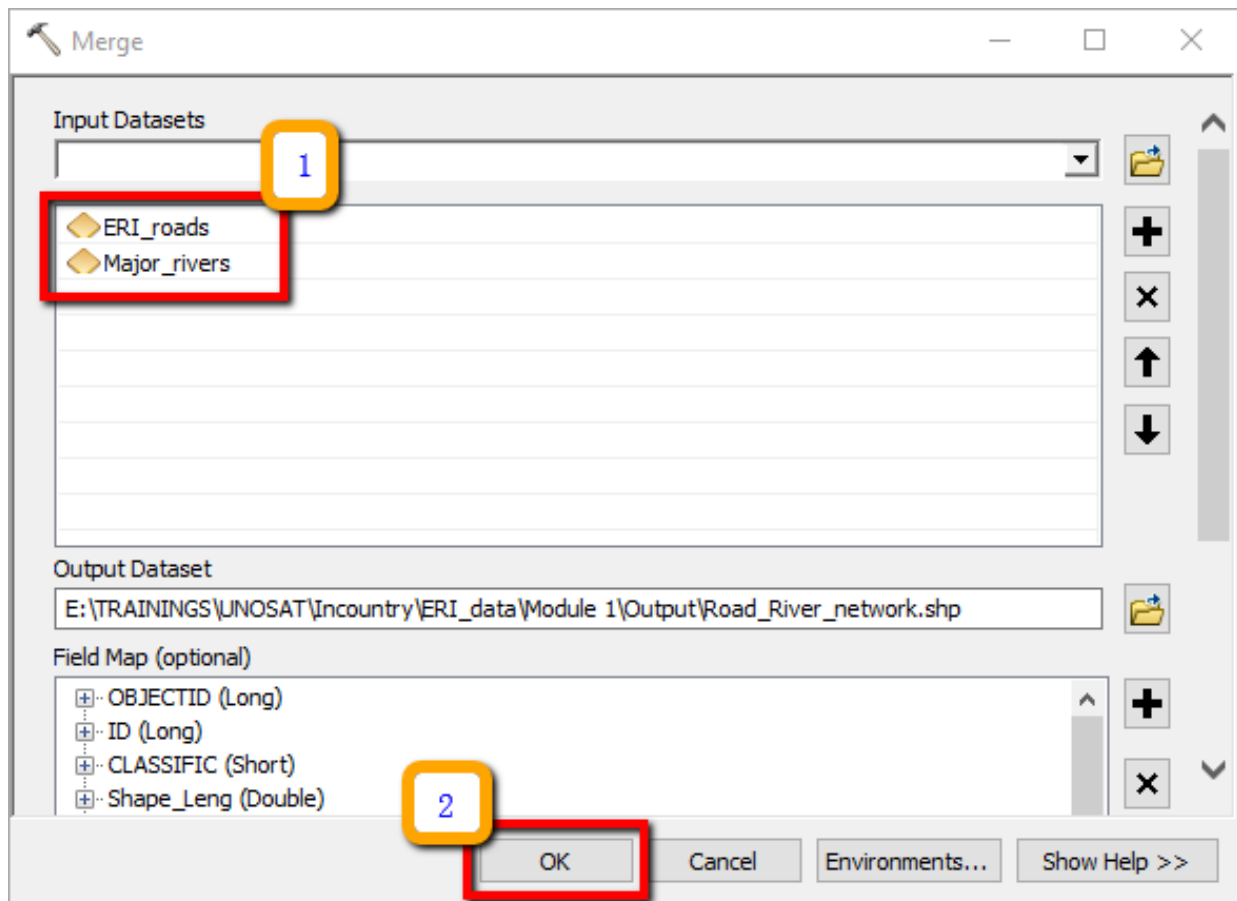 Merge
Input Datasets
1
ERI_roads
Major_rivers
Output Dataset
E:\TRAININGS\UNOSAT\Incountry\ERI_data\Module 1\Output\Road_River_network.shp
Field Map (optional)
OBJECTID (Long)
ID (Long)
CLASSIFIC (Short)
Shape_Leng (Double)
2
OK
Cancel
Environments...
Show Help >>